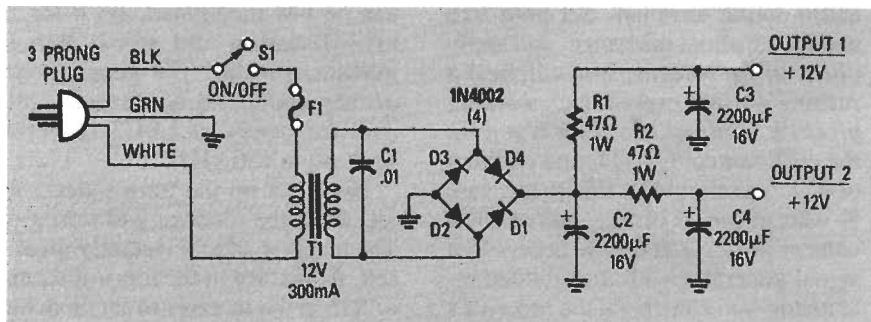 3 PRONG
PLUG
BLK
S1
ON/OFF
GRN
F1
WHITE
T1
12V
300mA
C1
.01
1N4002
(4)
D3
D4
D2
D1
R1
47Ω
1W
R2
47Ω
1W
C2
2200µF
16V
C3
2200µF
16V
C4
2200µF
16V
OUTPUT 1
+12V
OUTPUT 2
+12V